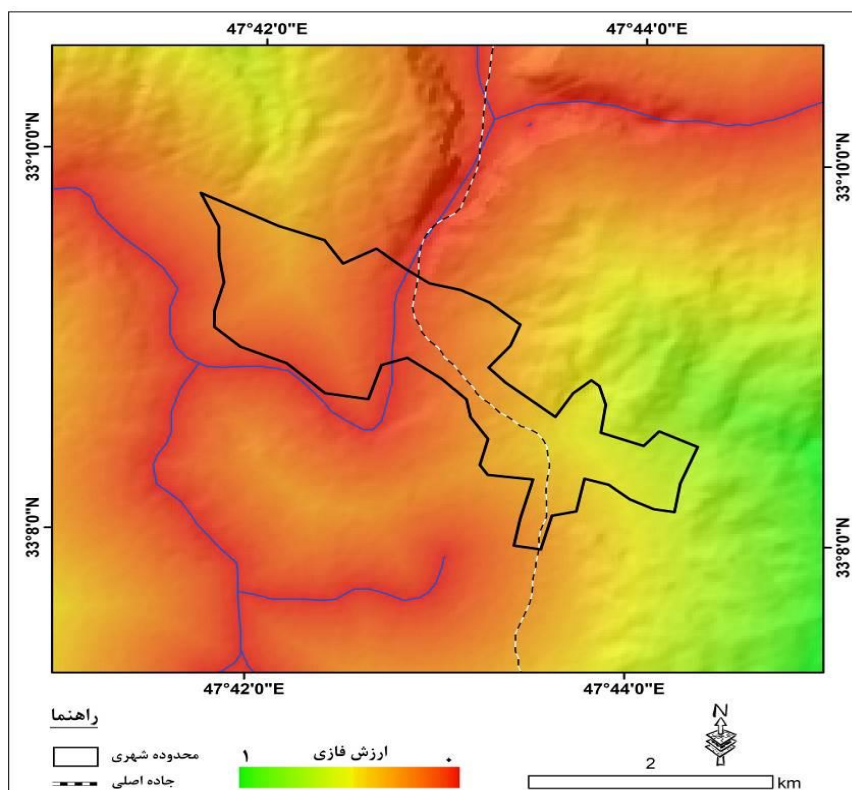 47°42'0"E
47°44'0"E
33°10'0"N
33°10'0"N
33°8'0"N
33°8'0"N
47°42'0"E
47°44'0"E
راهنما
محدوده شهری
جاده اصلی
ارزش فازی
۱
۰
N
2
km